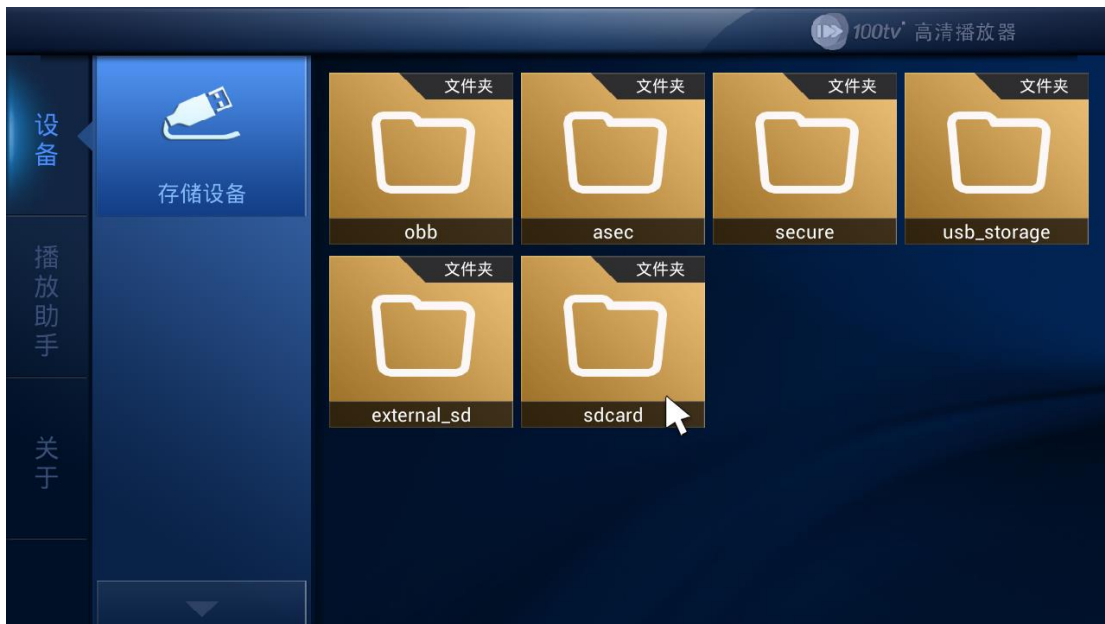 100tv 高清播放器
设备
播放助手
关于
存储设备
文件夹
obb
文件夹
asec
文件夹
secure
文件夹
usb_storage
文件夹
external_sd
文件夹
sdcard